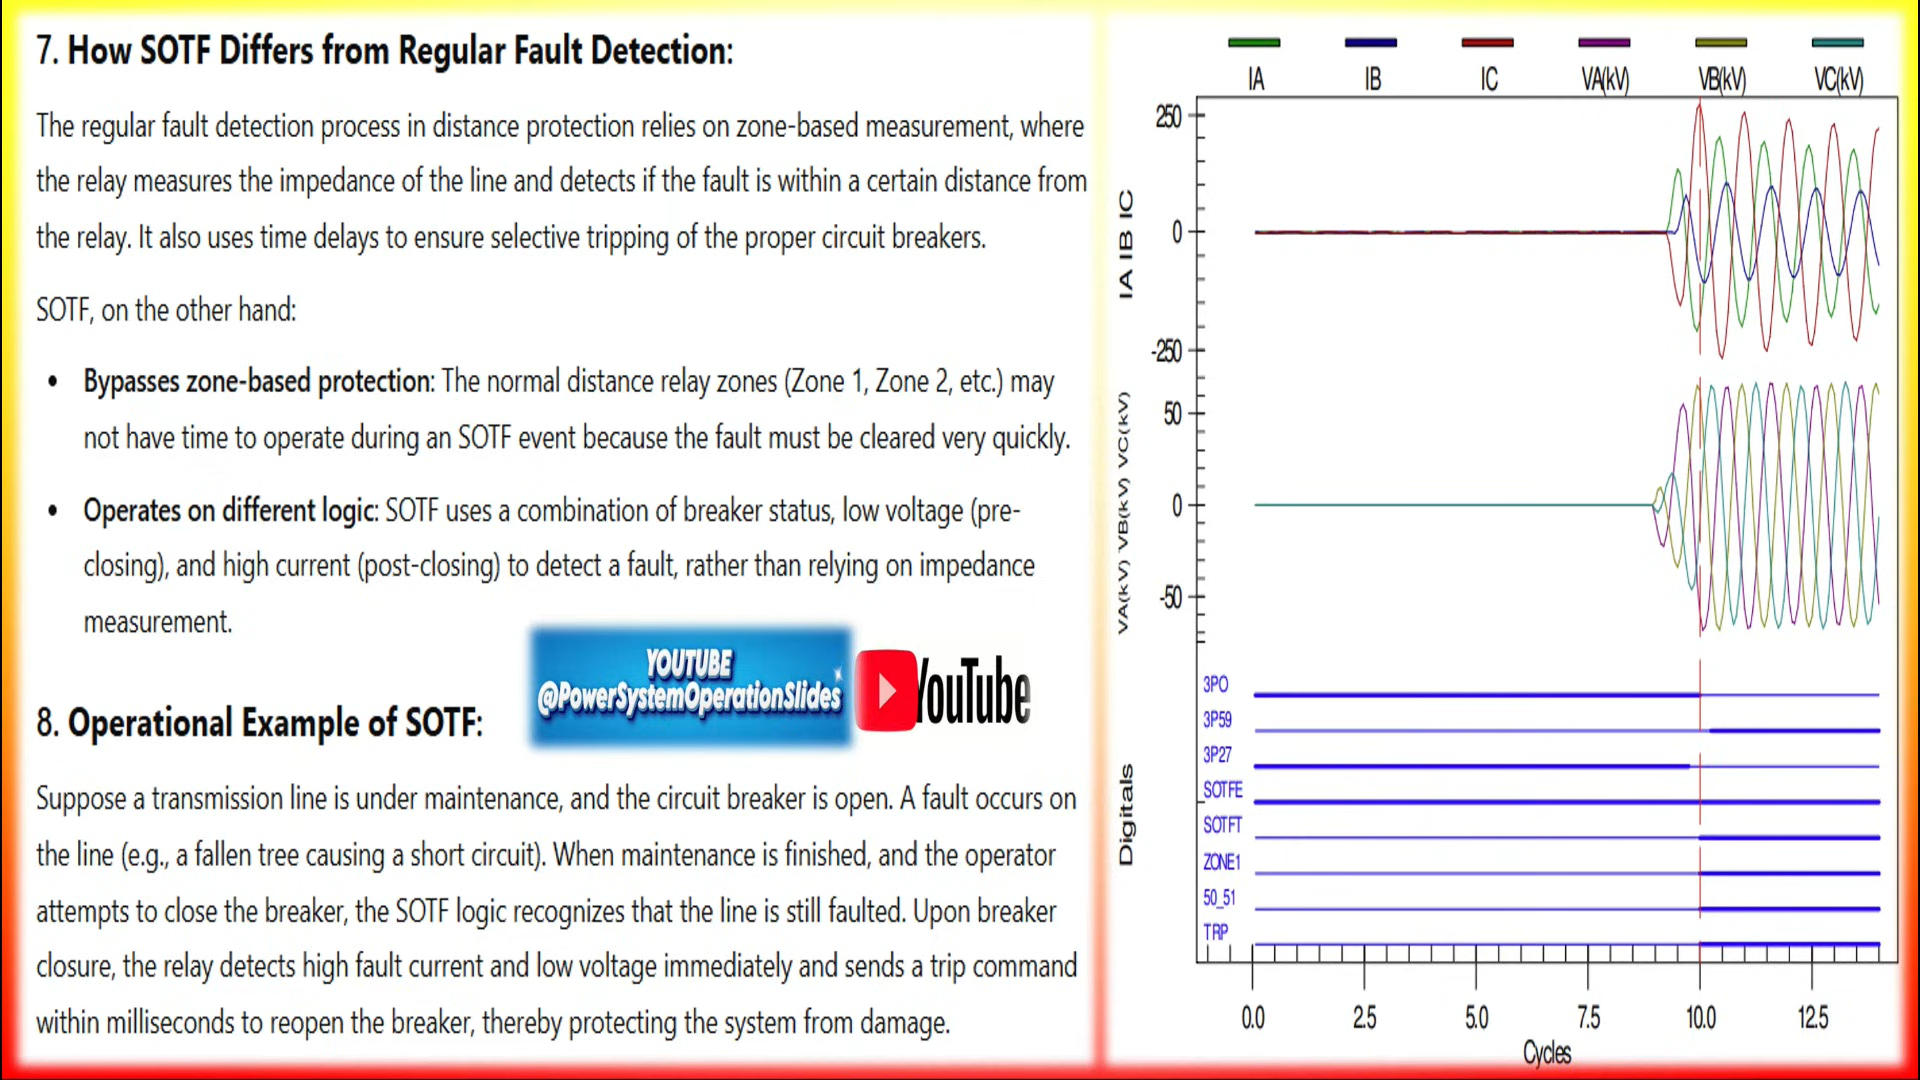 7. How SOTF Differs from Regular Fault Detection:
The regular fault detection process in distance protection relies on zone-based measurement, where
the relay measures the impedance of the line and detects if the fault is within a certain distance from
the relay. It also uses time delays to ensure selective tripping of the proper circuit breakers.
SOTF, on the other hand:
• Bypasses zone-based protection: The normal distance relay zones (Zone 1, Zone 2, etc.) may
not have time to operate during an SOTF event because the fault must be cleared very quickly.
• Operates on different logic: SOTF uses a combination of breaker status, low voltage (pre-
closing), and high current (post-closing) to detect a fault, rather than relying on impedance
measurement.
YOUTUBE
@PowerSystemOperationSlides
YouTube
8. Operational Example of SOTF:
Suppose a transmission line is under maintenance, and the circuit breaker is open. A fault occurs on
the line (e.g., a fallen tree causing a short circuit). When maintenance is finished, and the operator
attempts to close the breaker, the SOTF logic recognizes that the line is still faulted. Upon breaker
closure, the relay detects high fault current and low voltage immediately and sends a trip command
within milliseconds to reopen the breaker, thereby protecting the system from damage.
IA IB IC VA(kV) VB(kV) VC(kV)
250
0
-250
IA IB IC
50
0
-50
VA(kV) VB(kV) VC(kV)
3PO
3P59
3P27
SOTFE
SOTFT
ZONE1
50_51
TRP
Digitals
0.0 2.5 5.0 7.5 10.0 12.5
Cycles